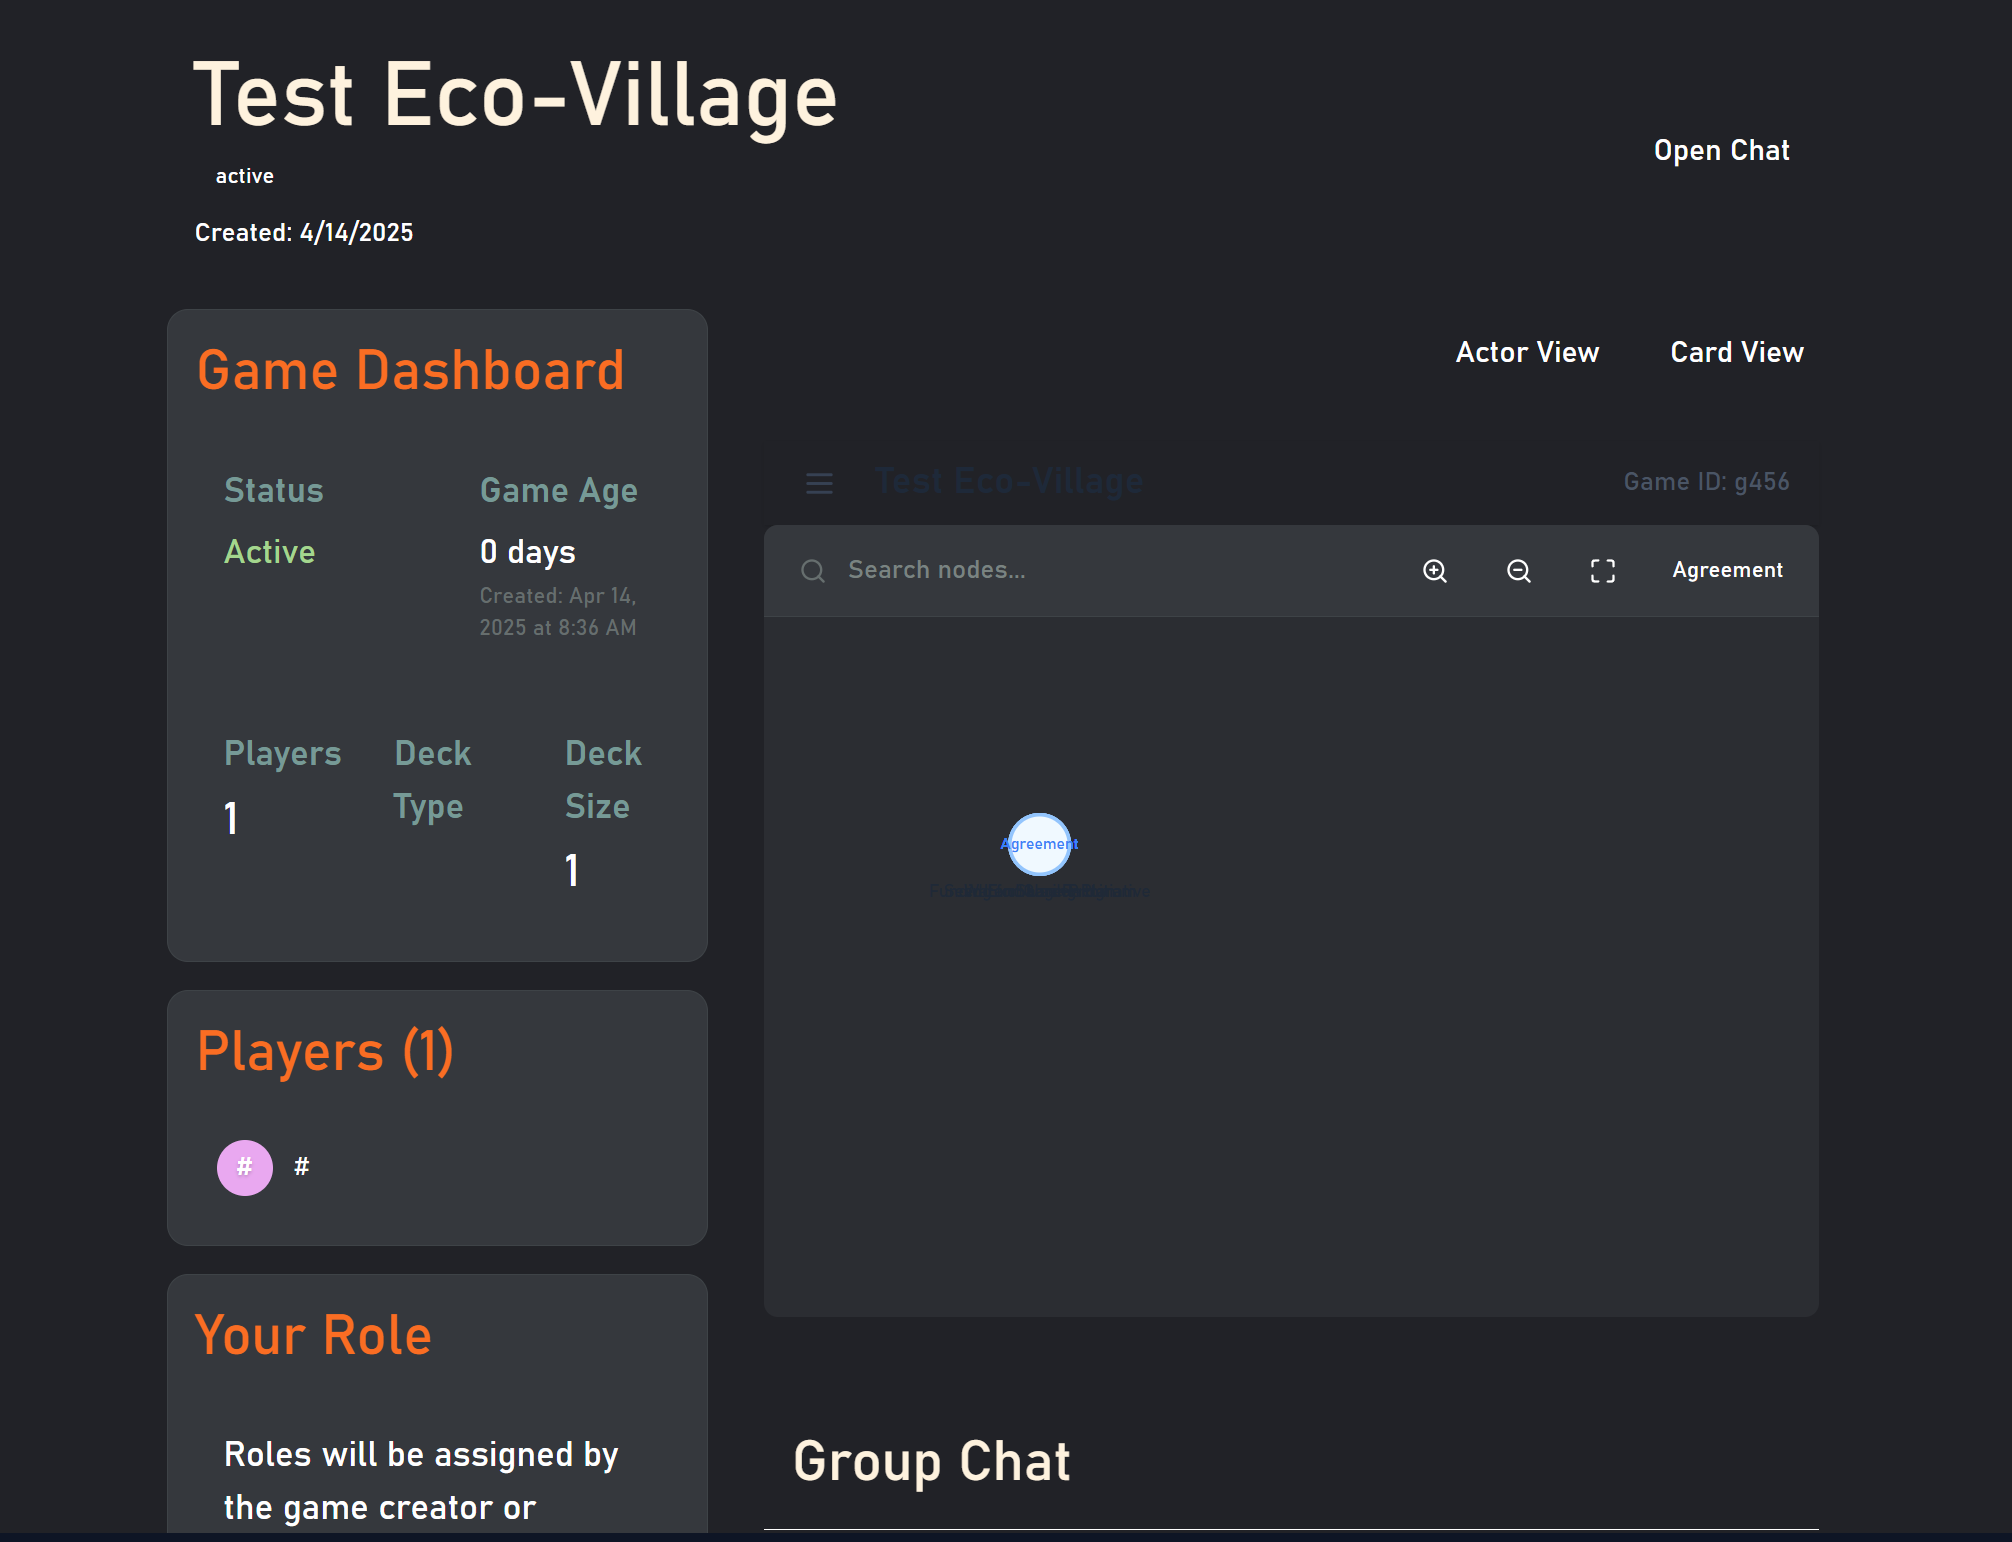 Test Eco-Village
active
Created: 4/14/2025
Open Chat
Game Dashboard
Status
Active
Game Age
0 days
Created: Apr 14,
2025 at 8:36 AM
Players
1
Deck
Type
Deck
Size
1
Players (1)
# #
Your Role
Roles will be assigned by
the game creator or
Actor View Card View
Test Eco-Village
Game ID: g456
Search nodes...
Agreement
Agreement
Group Chat